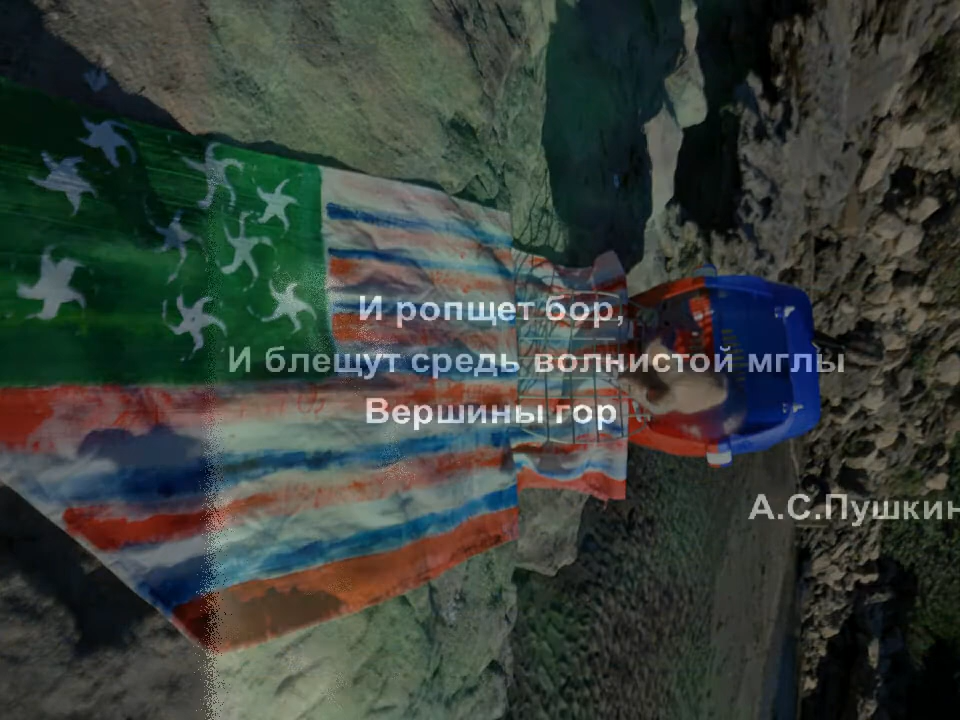 И ропщет бор,
И блещут средь волнистой мглы
Вершины гор
А.С.Пушкин